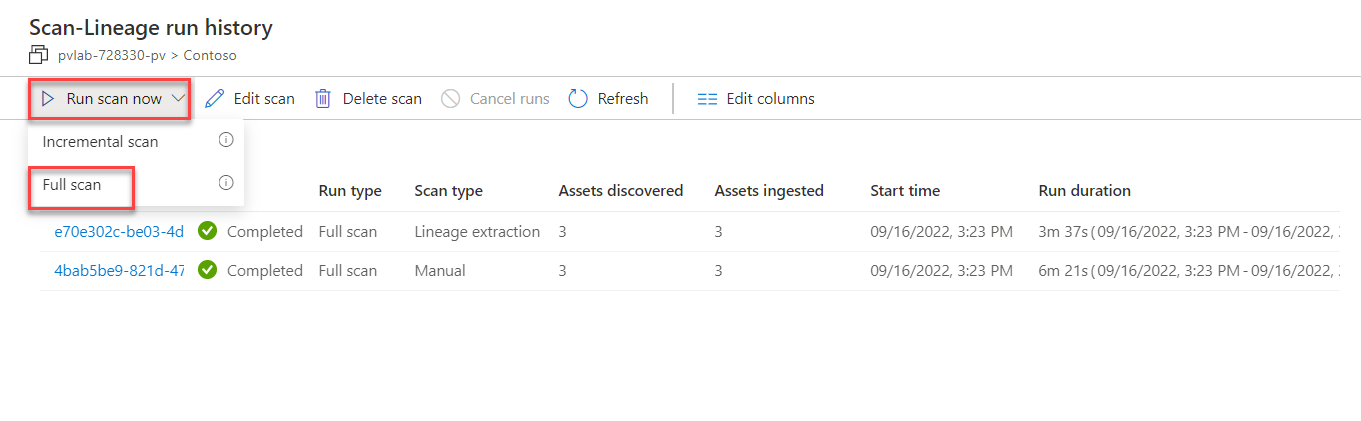 Scan-Lineage run history
pvlab-728330-pv > Contoso
Run scan now Edit scan Delete scan Cancel runs Refresh Edit columns
Incremental scan
Full scan
Run type Scan type Assets discovered Assets ingested Start time Run duration
e70e302c-be03-4d Completed Full scan Lineage extraction 3 3 09/16/2022, 3:23 PM 3m 37s (09/16/2022, 3:23 PM - 09/16/2022,
4bab5be9-821d-47 Completed Full scan Manual 3 3 09/16/2022, 3:23 PM 6m 21s (09/16/2022, 3:23 PM - 09/16/2022,